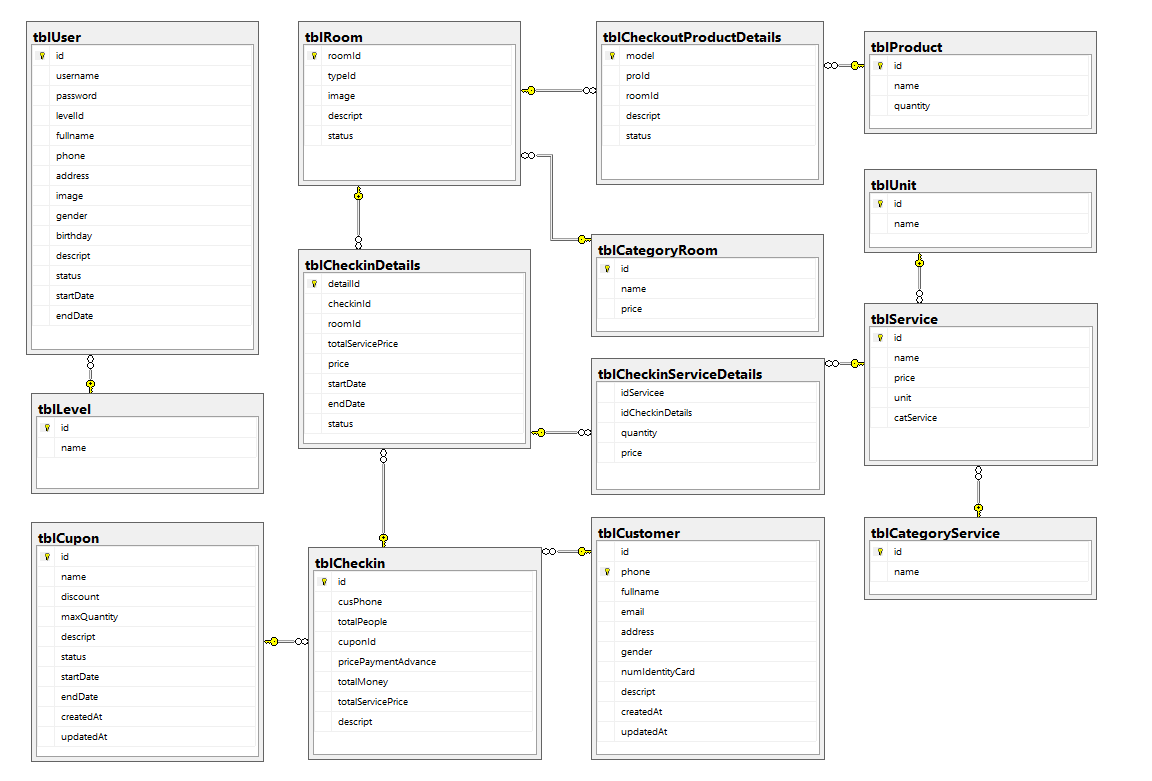 tblUser
id
username
password
levelId
fullname
phone
address
image
gender
birthday
descript
status
startDate
endDate
tblLevel
id
name
tblCupon
id
name
discount
maxQuantity
descript
status
startDate
endDate
createdAt
updatedAt
tblRoom
roomId
typeId
image
descript
status
tblCheckinDetails
detailId
checkinId
roomId
totalServicePrice
price
startDate
endDate
status
tblCheckin
id
cusPhone
totalPeople
cuponId
pricePaymentAdvance
totalMoney
totalServicePrice
descript
tblCheckoutProductDetails
model
proId
roomId
descript
status
tblCategoryRoom
id
name
price
tblCheckinServiceDetails
idServicee
idCheckinDetails
quantity
price
tblCustomer
id
phone
fullname
email
address
gender
numIdentityCard
descript
createdAt
updatedAt
tblProduct
id
name
quantity
tblUnit
id
name
tblService
id
name
price
unit
catService
tblCategoryService
id
name